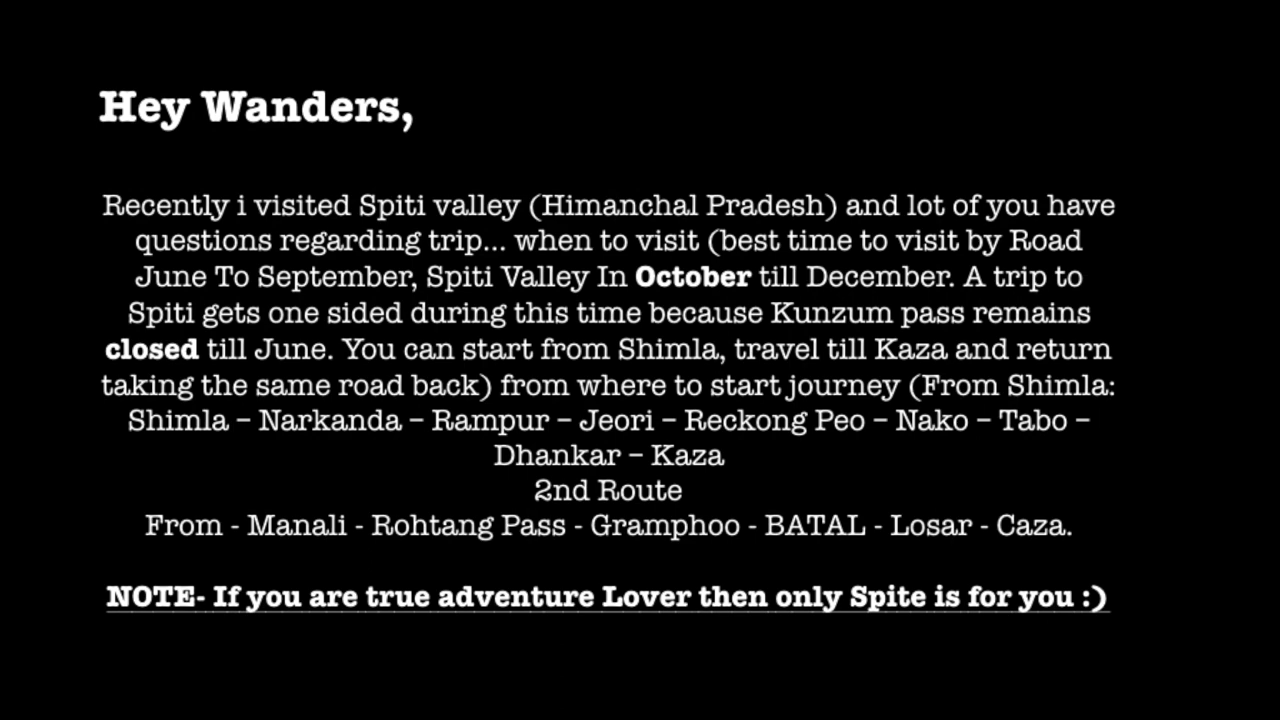 Hey Wanders,
Recently i visited Spiti valley (Himanchal Pradesh) and lot of you have
questions regarding trip... when to visit (best time to visit by Road
June To September, Spiti Valley In October till December. A trip to
Spiti gets one sided during this time because Kunzum pass remains
closed till June. You can start from Shimla, travel till Kaza and return
taking the same road back) from where to start journey (From Shimla:
Shimla – Narkanda – Rampur – Jeori – Reckong Peo – Nako – Tabo –
Dhankar – Kaza
2nd Route
From - Manali - Rohtang Pass - Gramphoo - BATAL - Losar - Caza.
NOTE- If you are true adventure Lover then only Spite is for you :)